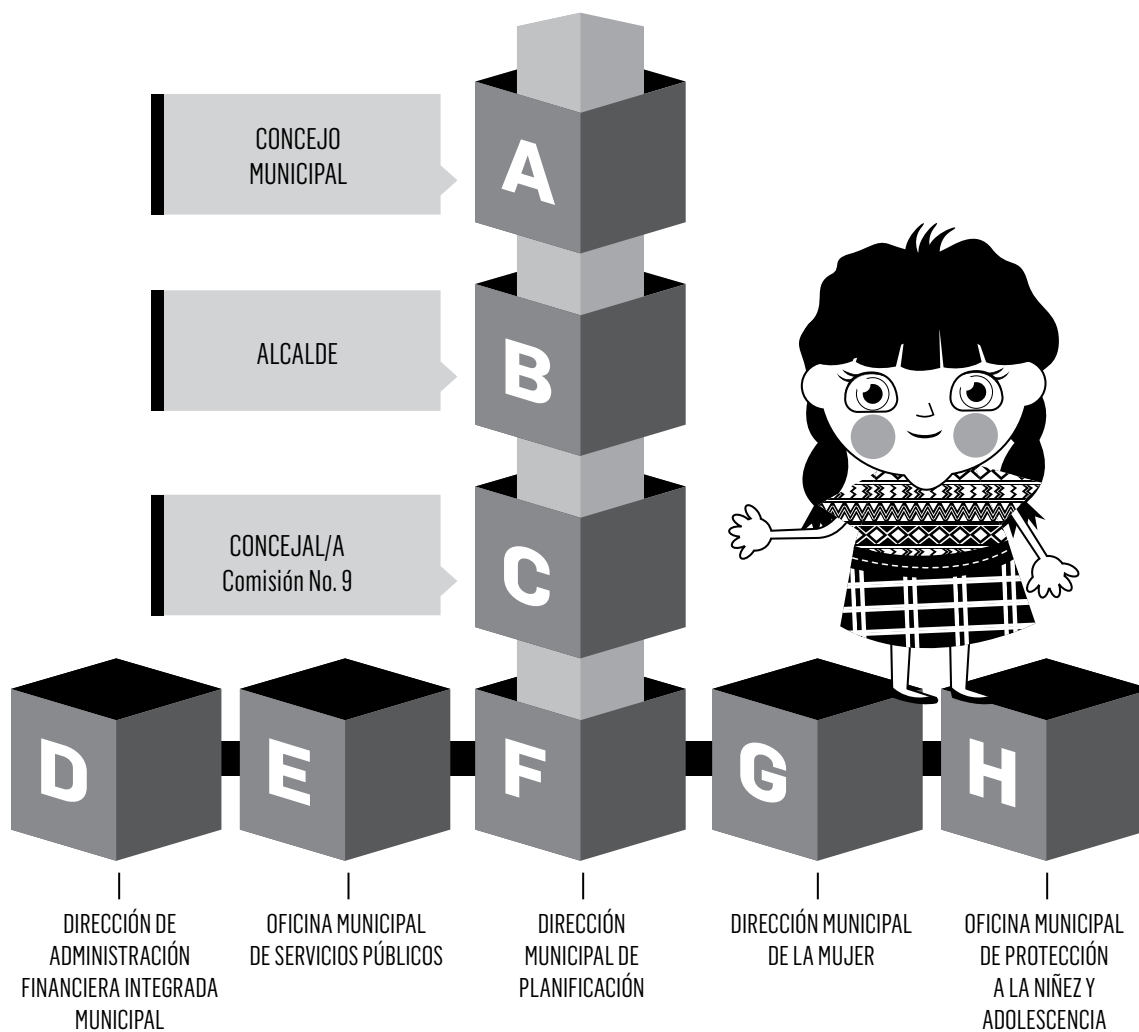 CONCEJO
MUNICIPAL
A
ALCALDE
B
CONCEJAL/A
Comisión No. 9
C
D
E
F
G
H
DIRECCIÓN DE
ADMINISTRACIÓN
FINANCIERA INTEGRADA
MUNICIPAL
OFICINA MUNICIPAL
DE SERVICIOS PÚBLICOS
DIRECCIÓN
MUNICIPAL DE
PLANIFICACIÓN
DIRECCIÓN MUNICIPAL
DE LA MUJER
OFICINA MUNICIPAL
DE PROTECCIÓN
A LA NIÑEZ Y
ADOLESCENCIA